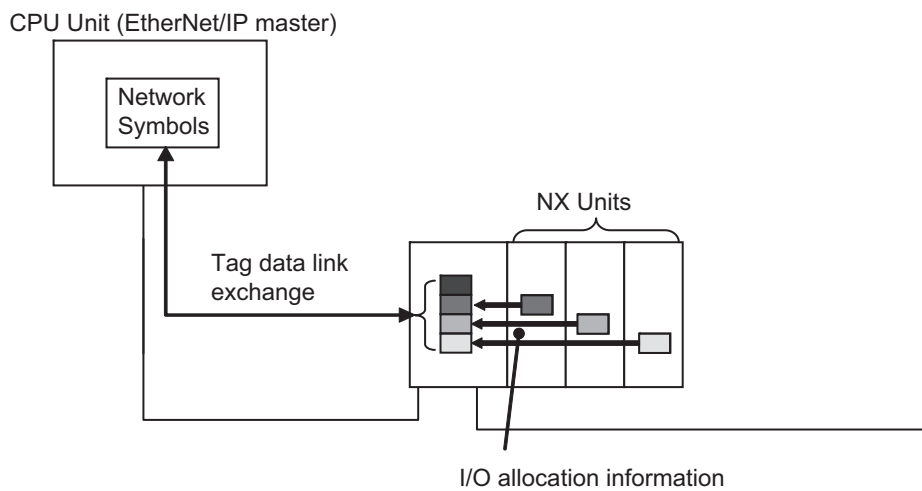 CPU Unit (EtherNet/IP master)
Network
Symbols
NX Units
Tag data link
exchange
I/O allocation information